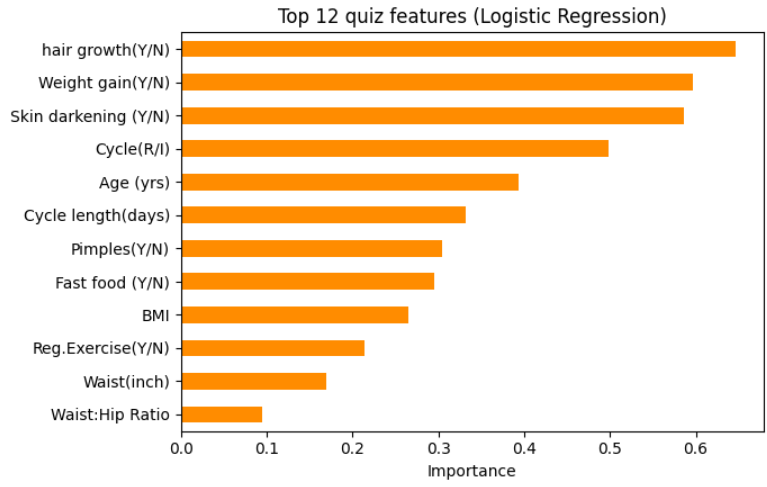 Top 12 quiz features (Logistic Regression)
hair growth(Y/N)
Weight gain(Y/N)
Skin darkening (Y/N)
Cycle(R/I)
Age (yrs)
Cycle length(days)
Pimples(Y/N)
Fast food (Y/N)
BMI
Reg.Exercise(Y/N)
Waist(inch)
Waist:Hip Ratio
0.0 0.1 0.2 0.3 0.4 0.5 0.6
Importance